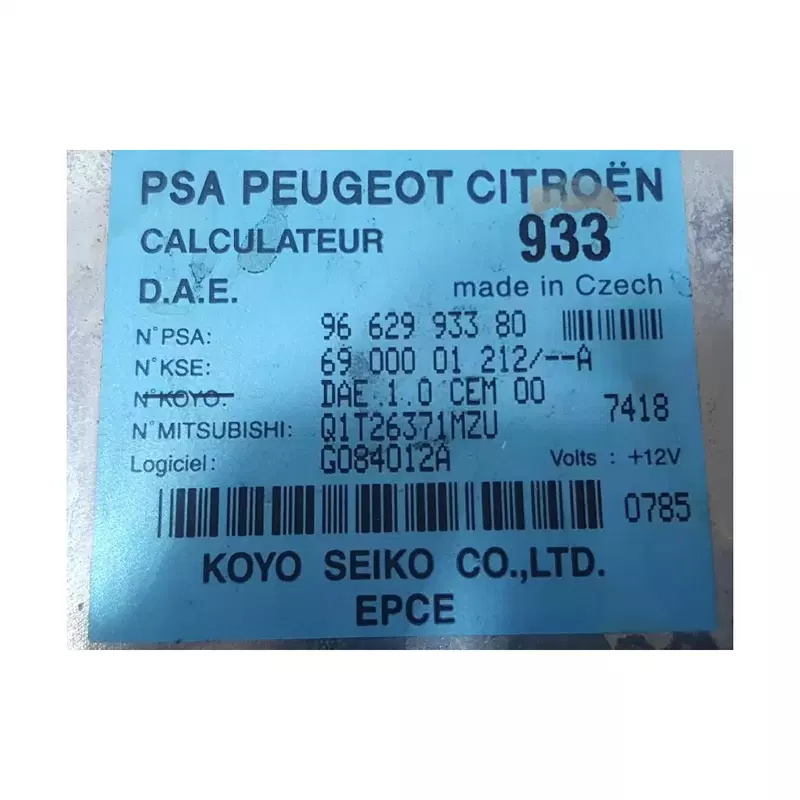 PSA PEUGEOT CITROËN
CALCULATEUR 933
D.A.E. made in Czech
N°PSA: 96 629 933 80
N°KSE: 69 000 01 212/--A
N°KOYO: DAE 1.0 CEM 00
7418
N°MITSUBISHI: Q1T26371MZU
Logiciel: G084012A Volts : +12V
0785
KOYO SEIKO CO.,LTD.
EPCE